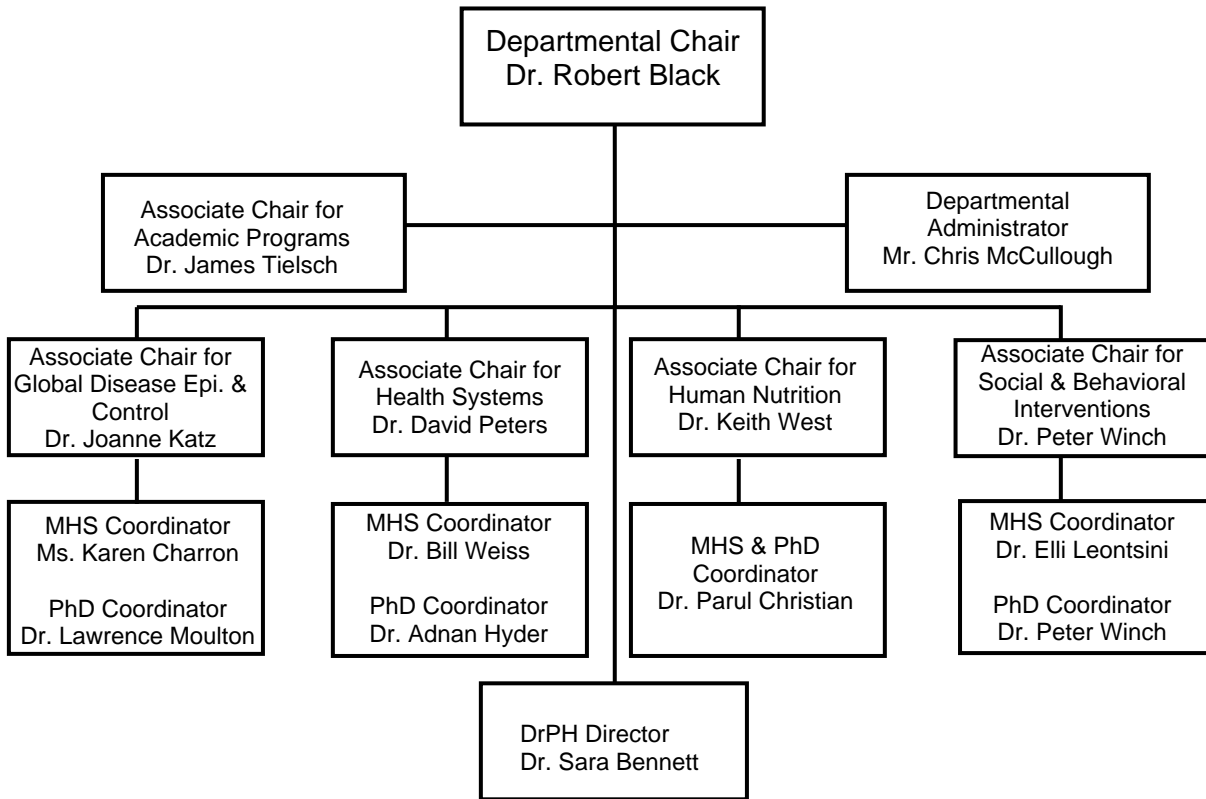 Departmental Chair
Dr. Robert Black
Associate Chair for
Academic Programs
Dr. James Tielsch
Departmental
Administrator
Mr. Chris McCullough
Associate Chair for
Global Disease Epi. &
Control
Dr. Joanne Katz
Associate Chair for
Health Systems
Dr. David Peters
Associate Chair for
Human Nutrition
Dr. Keith West
Associate Chair for
Social & Behavioral
Interventions
Dr. Peter Winch
MHS Coordinator
Ms. Karen Charron
PhD Coordinator
Dr. Lawrence Moulton
MHS Coordinator
Dr. Bill Weiss
PhD Coordinator
Dr. Adnan Hyder
MHS & PhD
Coordinator
Dr. Parul Christian
MHS Coordinator
Dr. Elli Leontsini
PhD Coordinator
Dr. Peter Winch
DrPH Director
Dr. Sara Bennett